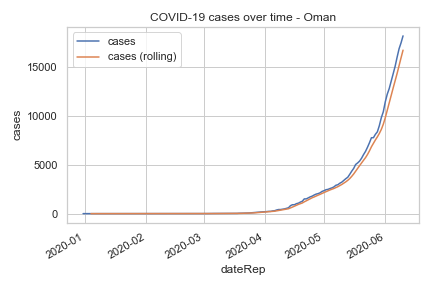 COVID-19 cases over time - Oman
cases
cases (rolling)
15000
10000
5000
0
cases
2020-01
2020-02
2020-03
2020-04
2020-05
2020-06
dateRep